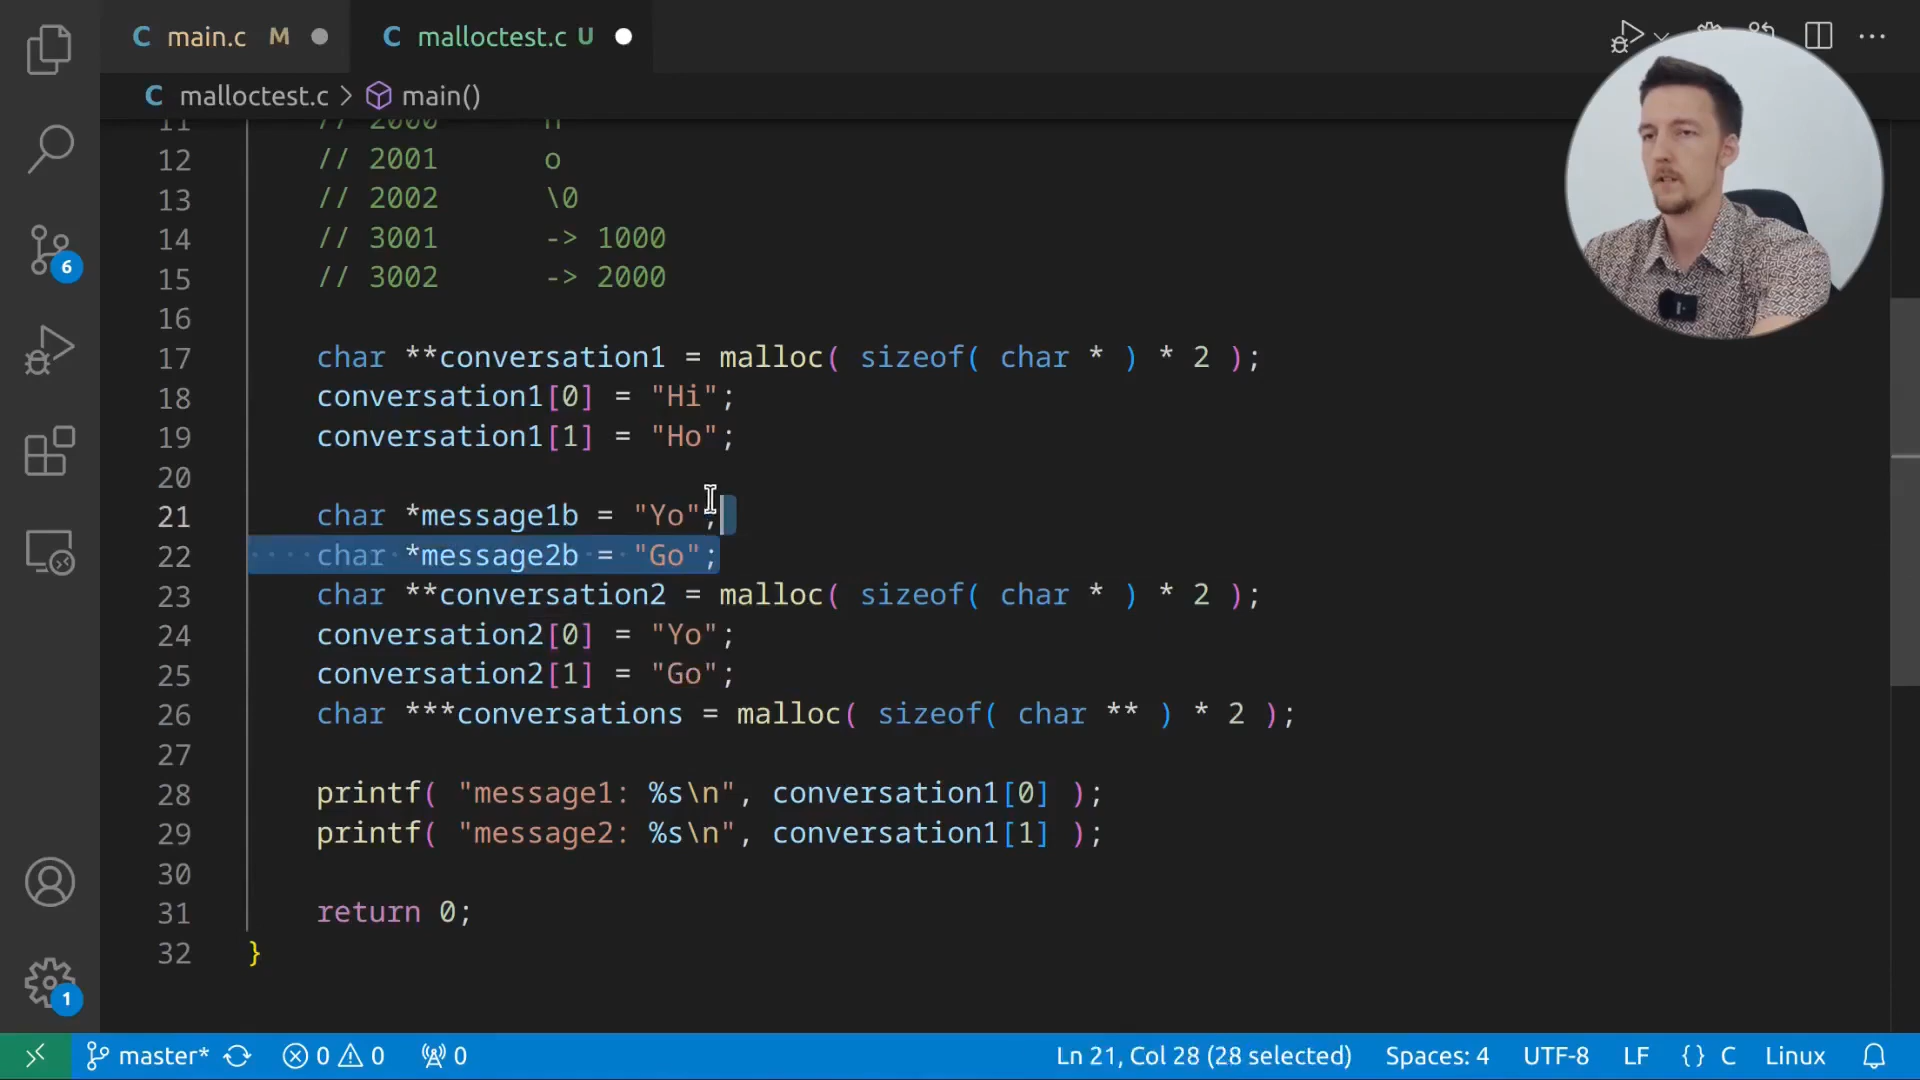 main.c M
malloctest.c U
malloctest.c > main()
11 // 2000
12 // 2001 o
13 // 2002 \0
14 // 3001 -> 1000
15 // 3002 -> 2000
16
17 char **conversation1 = malloc( sizeof( char * ) * 2 );
18 conversation1[0] = "Hi";
19 conversation1[1] = "Ho";
20
21 char *message1b = "Yo";
22 char *message2b = "Go";
23 char **conversation2 = malloc( sizeof( char * ) * 2 );
24 conversation2[0] = "Yo";
25 conversation2[1] = "Go";
26 char ***conversations = malloc( sizeof( char ** ) * 2 );
27
28 printf( "message1: %s\n", conversation1[0] );
29 printf( "message2: %s\n", conversation1[1] );
30
31 return 0;
32 }
6
1
master* 0 0 0 Ln 21, Col 28 (28 selected) Spaces: 4 UTF-8 LF {} C Linux